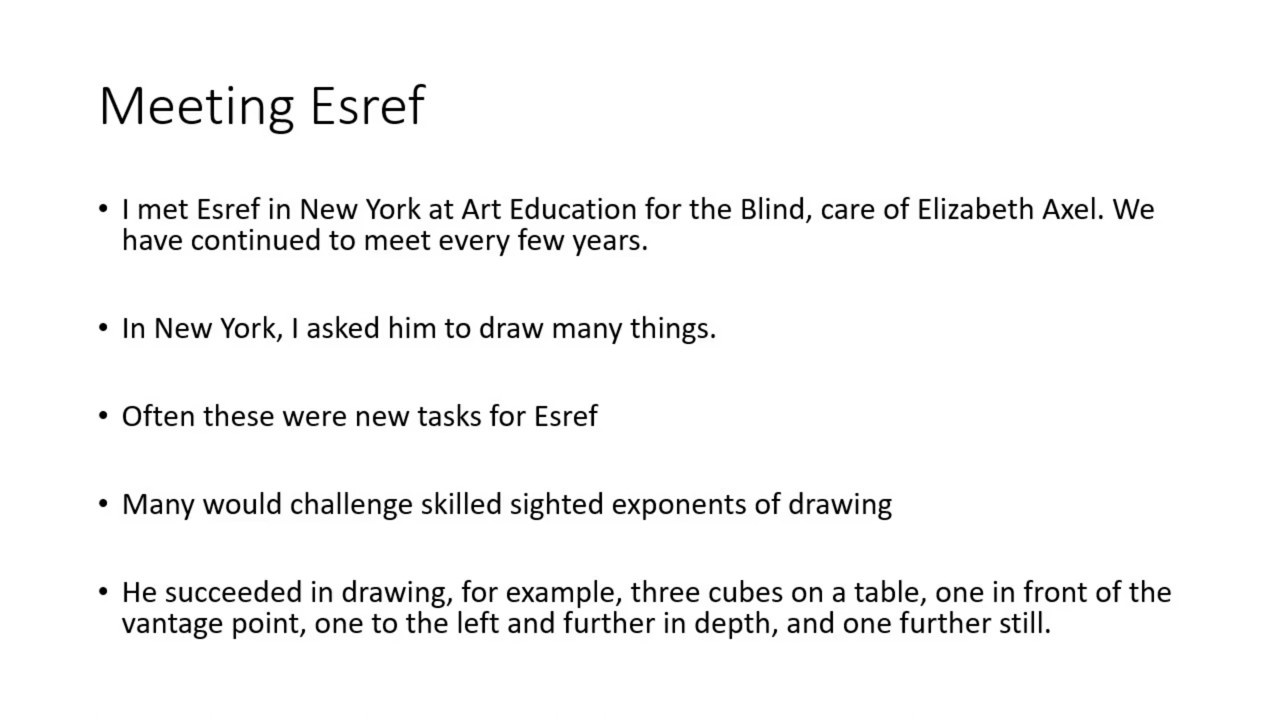 Meeting Esref
• I met Esref in New York at Art Education for the Blind, care of Elizabeth Axel. We
have continued to meet every few years.
• In New York, I asked him to draw many things.
• Often these were new tasks for Esref
• Many would challenge skilled sighted exponents of drawing
• He succeeded in drawing, for example, three cubes on a table, one in front of the
vantage point, one to the left and further in depth, and one further still.